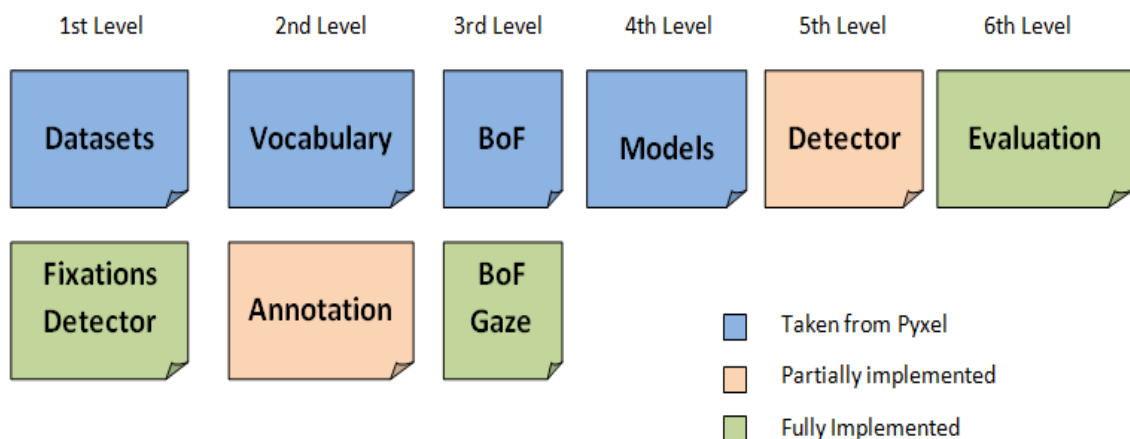 1st Level 2nd Level 3rd Level 4th Level 5th Level 6th Level
Datasets Vocabulary BoF Models Detector Evaluation
Fixations
Detector
Annotation
BoF
Gaze
Taken from Pyxel
Partially implemented
Fully Implemented